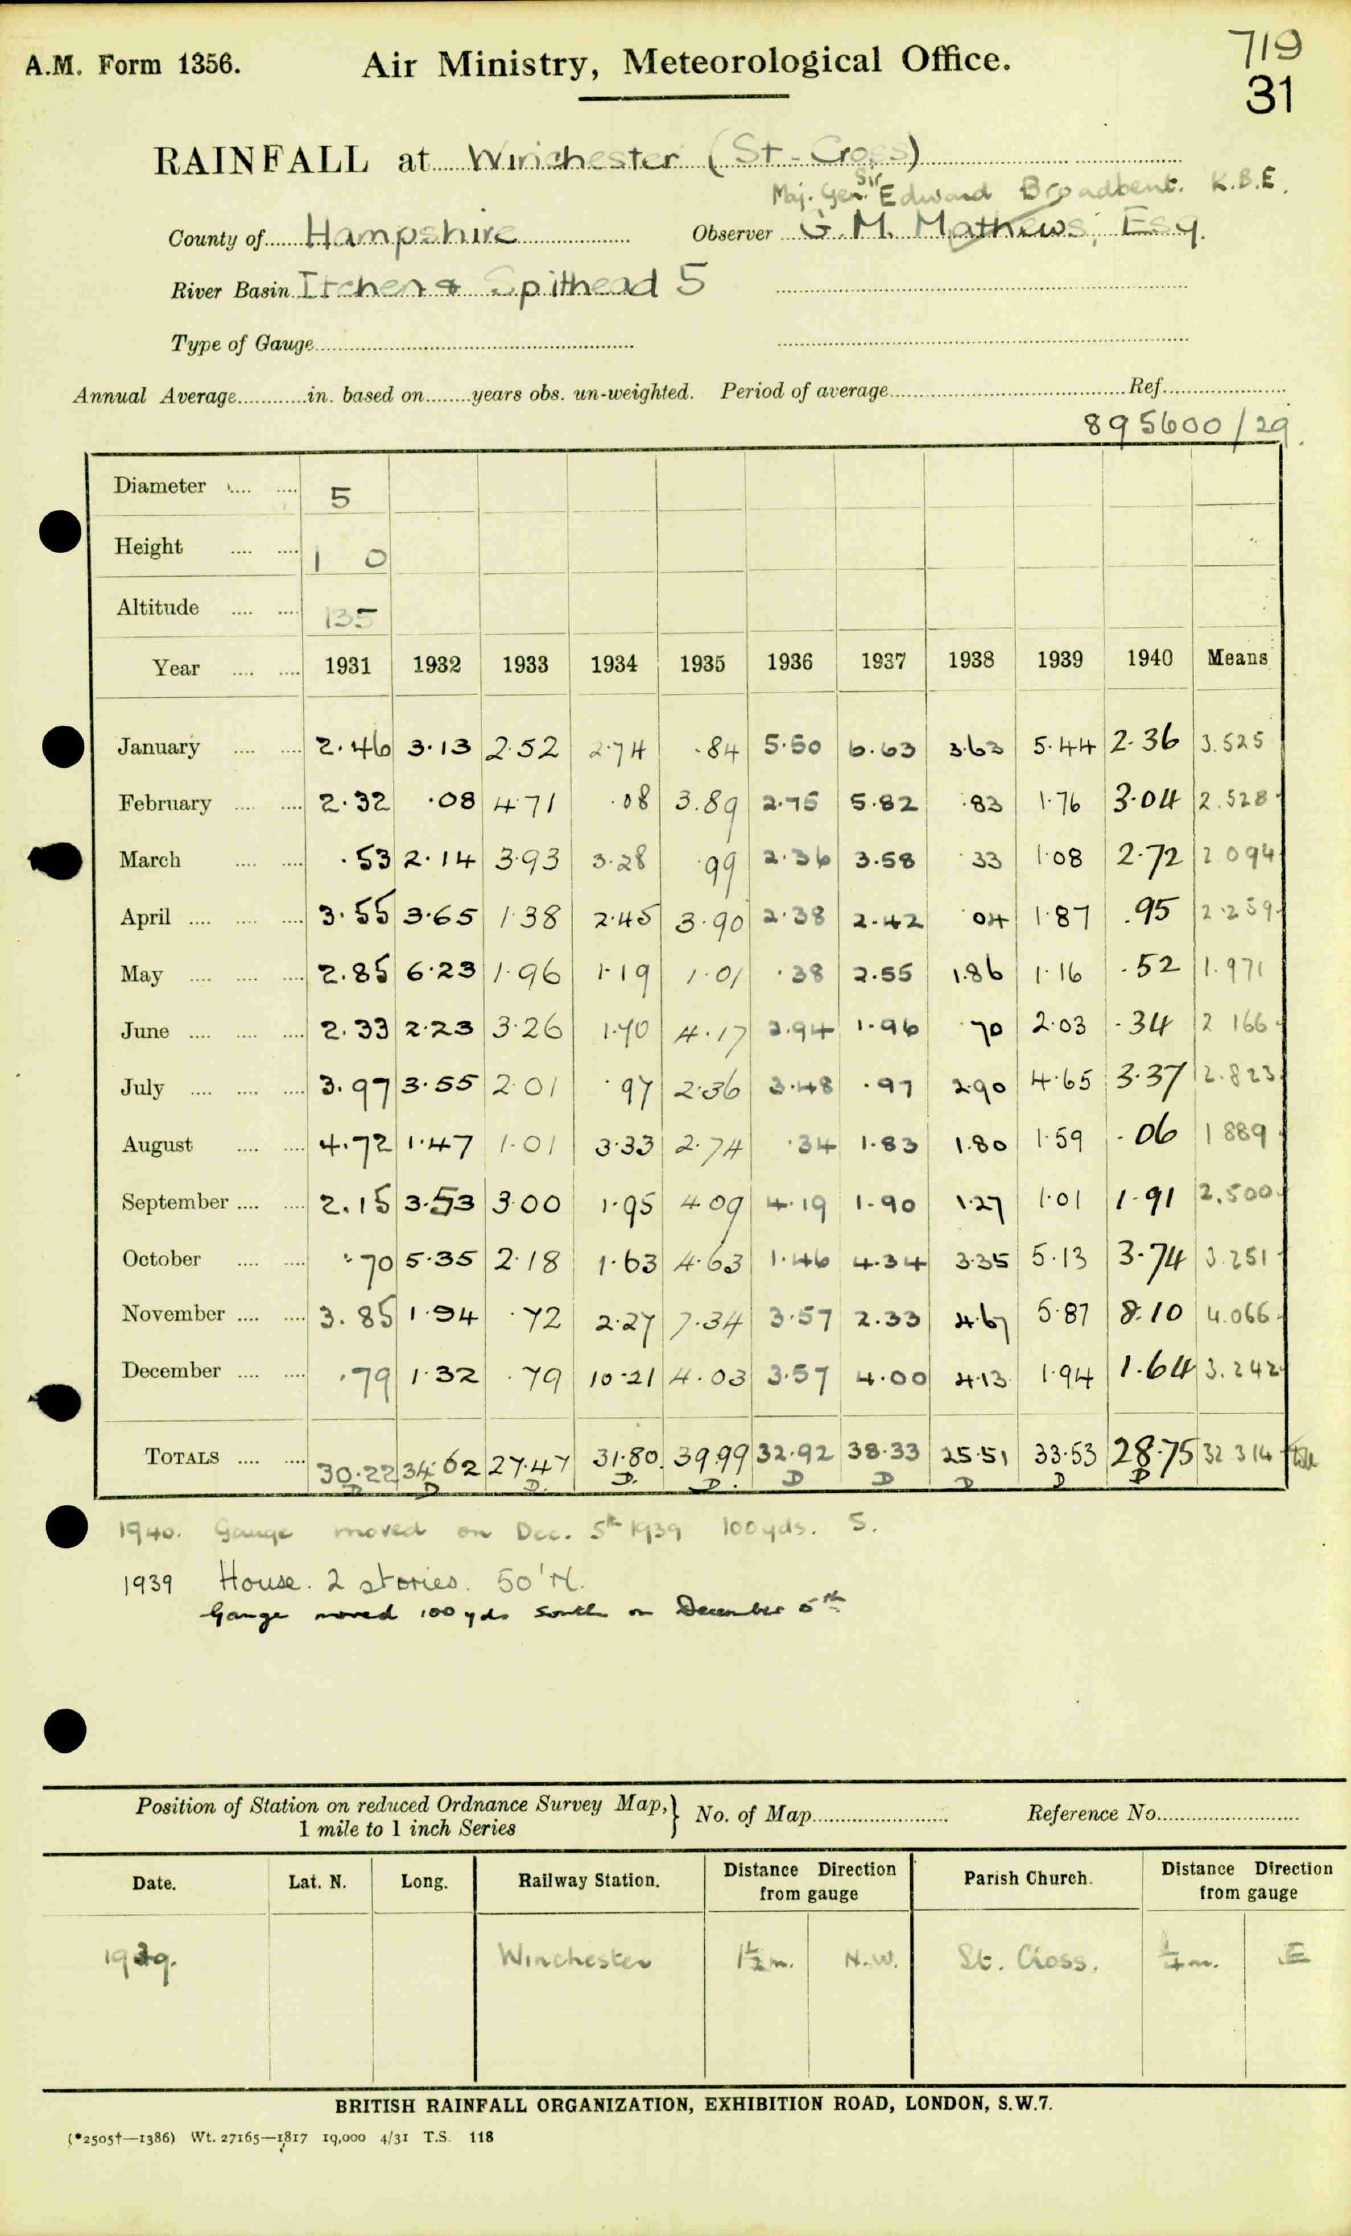 A.M. Form 1356. Air Ministry, Meteorological Office. 719
31
RAINFALL at Winchester (St. Cross)
Maj. Gen. Sir Edward Broadbent. K.B.E.
County of Hampshire Observer G. M. Mathews, Esq.
River Basin Itchen & Spithead 5
Type of Gauge
Annual Average in. based on years obs. un-weighted. Period of average Ref.
895600/29.
Diameter 5
Height 1 0
Altitude 135
Year 1931 1932 1933 1934 1935 1936 1937 1938 1939 1940 Means
January 2.46 3.13 2.52 2.74 .84 5.50 6.63 3.63 5.44 2.36 3.525
February 2.32 .08 4.71 .08 3.89 2.75 5.82 .83 1.76 3.04 2.528
March .53 2.14 3.93 3.28 .99 2.36 3.58 .33 1.08 2.72 2.094
April 3.55 3.65 1.38 2.45 3.90 2.38 2.42 .04 1.87 .95 2.259
May 2.85 6.23 1.96 1.19 1.01 .38 2.55 1.86 1.16 .52 1.971
June 2.33 2.23 3.26 1.70 4.17 2.94 1.96 .70 2.03 .34 2 166
July 3.97 3.55 2.01 .97 2.36 3.48 .97 2.90 4.65 3.37 2.823
August 4.72 1.47 1.01 3.33 2.74 .34 1.83 1.80 1.59 .06 1 889
September 2.15 3.53 3.00 1.95 4.09 4.19 1.90 1.27 1.01 1.91 2.500
October .70 5.35 2.18 1.63 4.63 1.46 4.34 3.35 5.13 3.74 3.251
November 3.85 1.94 .72 2.27 7.34 3.57 2.33 4.67 5.87 8.10 4.066
December .79 1.32 .79 10.21 4.03 3.57 4.00 4.13 1.94 1.64 3.242
TOTALS 30.22 34.62 27.47 31.80 39.99 32.92 38.33 25.51 33.53 28.75 32 314
D D D. D. D. D D D D D
1940. Gauge moved on Dec. 5th 1939 100yds. S.
1939 House. 2 stories. 50' N.
Gauge moved 100 yds south on December 5th
Position of Station on reduced Ordnance Survey Map, } No. of Map Reference No.
1 mile to 1 inch Series
Date. Lat. N. Long. Railway Station. Distance Direction from gauge Parish Church. Distance Direction from gauge
1939. Winchester 1½m. N.W. St. Cross. ¼m. E
BRITISH RAINFALL ORGANIZATION, EXHIBITION ROAD, LONDON, S.W.7.
(*2505†—1386) Wt. 27165—1817 19,000 4/31 T.S. 118